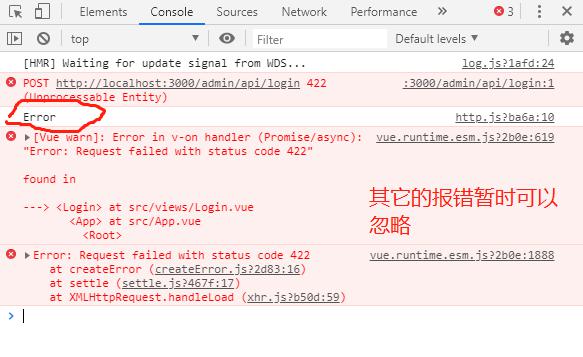 Elements Console Sources Network Performance » 3
top Filter Default levels
[HMR] Waiting for update signal from WDS... log.js?1afd:24
POST http://localhost:3000/admin/api/login 422 :3000/admin/api/login:1
(Unprocessable Entity)
Error http.js?ba6a:10
[Vue warn]: Error in v-on handler (Promise/async): vue.runtime.esm.js?2b0e:619
"Error: Request failed with status code 422"
found in
---> <Login> at src/views/Login.vue
<App> at src/App.vue
<Root>
其它的报错暂时可以
忽略
Error: Request failed with status code 422 vue.runtime.esm.js?2b0e:1888
at createError (createError.js?2d83:16)
at settle (settle.js?467f:17)
at XMLHttpRequest.handleLoad (xhr.js?b50d:59)